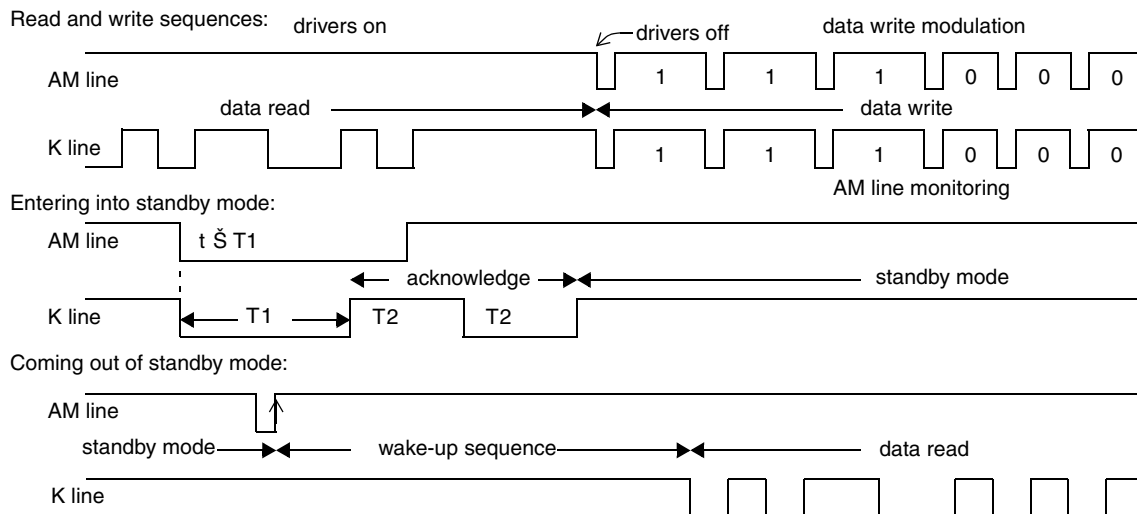 Read and write sequences: drivers on drivers off data write modulation
AM line 1 1 1 0 0 0 0
data read data write
K line 1 1 1 0 0 0 0
AM line monitoring
Entering into standby mode:
AM line t Š T1
acknowledge standby mode
K line T1 T2 T2
Coming out of standby mode:
AM line
standby mode wake-up sequence data read
K line